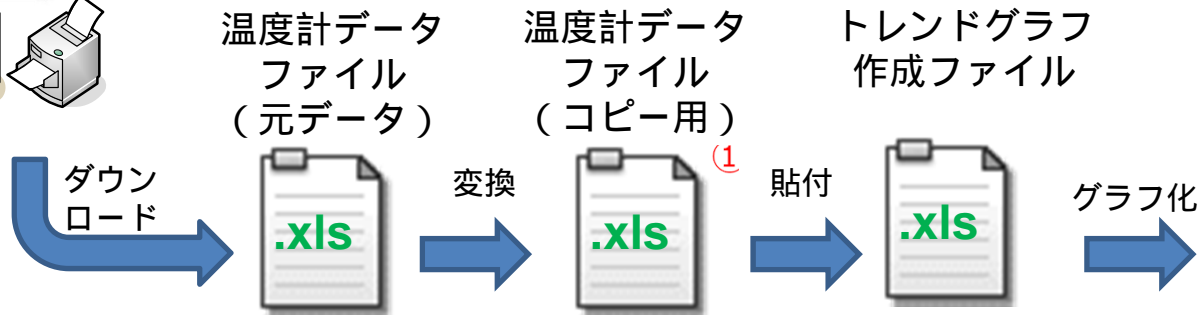 温度計データ
ファイル
（元データ）
温度計データ
ファイル
（コピー用）
トレンドグラフ
作成ファイル
ダウン
ロード
.xls
変換
.xls
(1
貼付
.xls
グラフ化